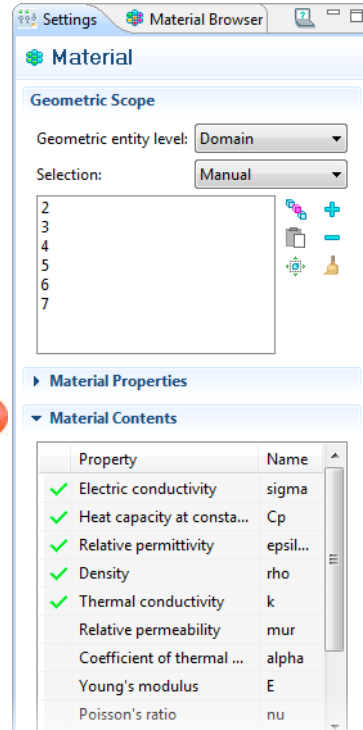 Settings Material Browser
Material
Geometric Scope
Geometric entity level: Domain
Selection: Manual
2
3
4
5
6
7
Material Properties
Material Contents
Property Name
Electric conductivity sigma
Heat capacity at consta... Cp
Relative permittivity epsil...
Density rho
Thermal conductivity k
Relative permeability mur
Coefficient of thermal ... alpha
Young's modulus E
Poisson's ratio nu